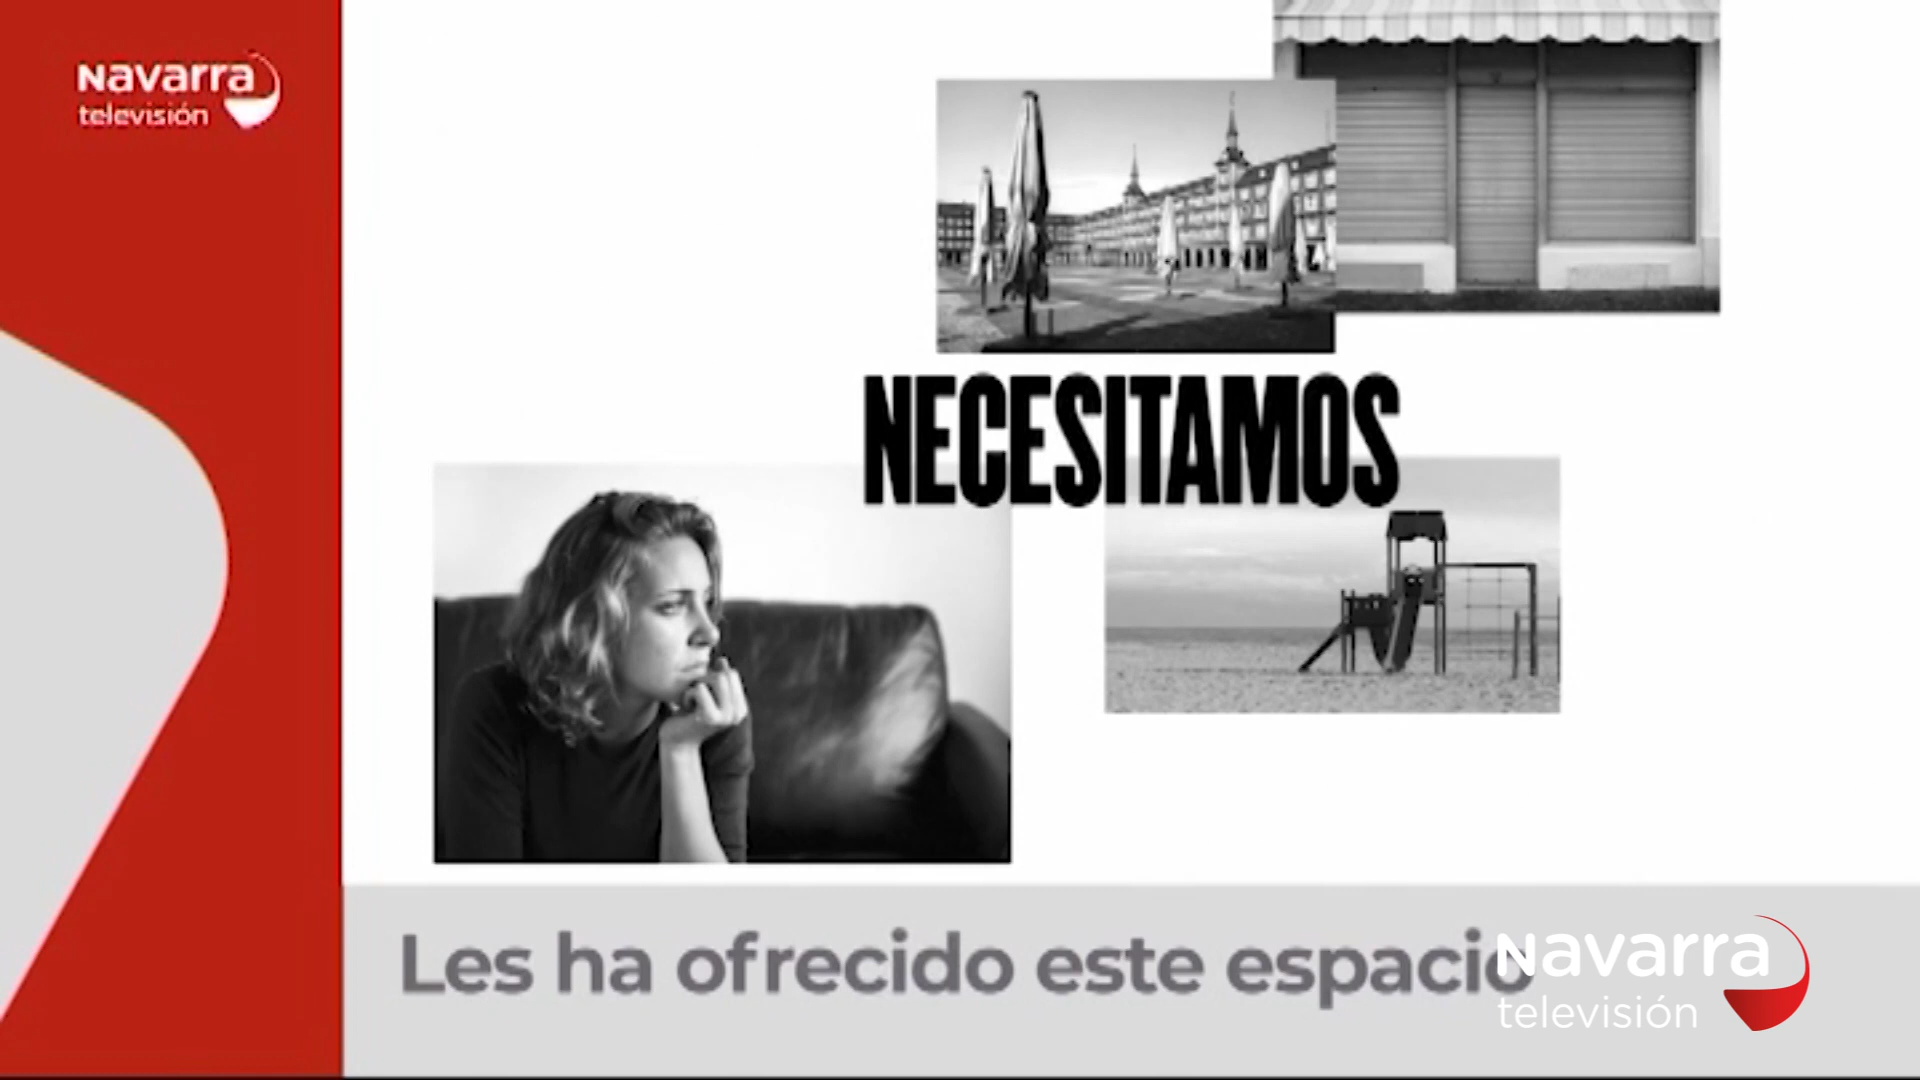 Navarra
televisión
NECESITAMOS
Les ha ofrecido este espacio
Navarra
televisión